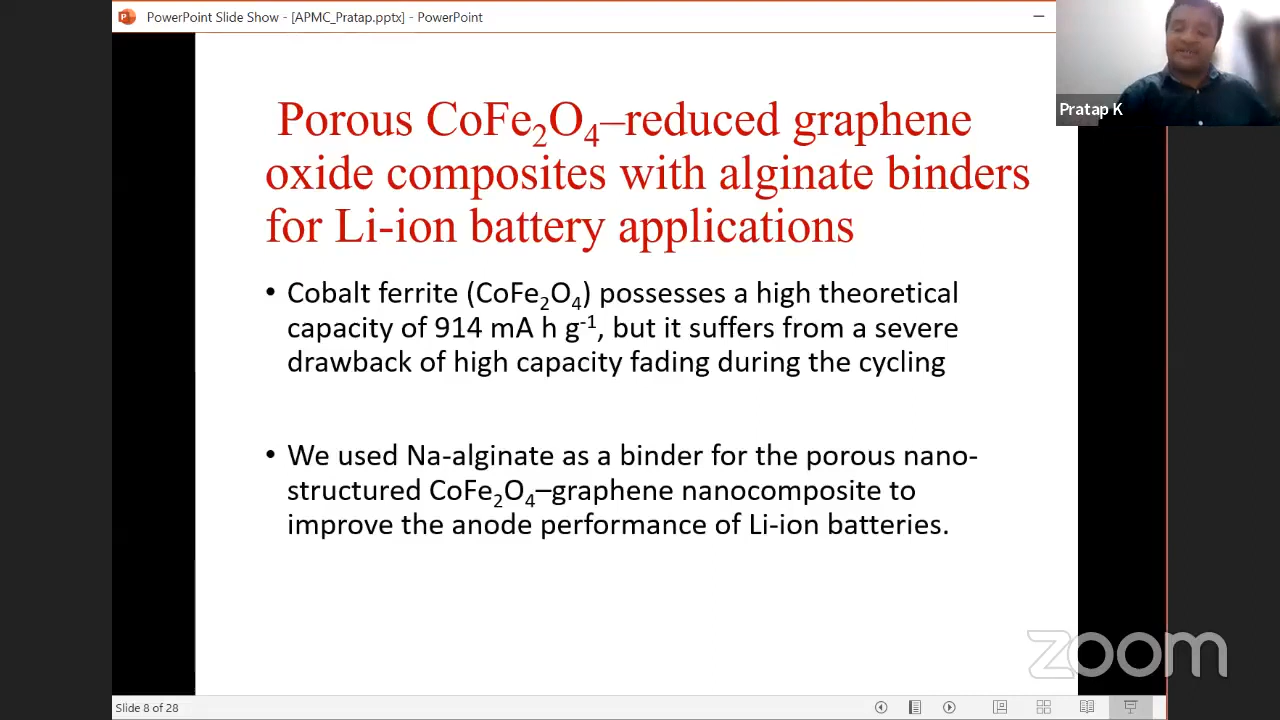 PowerPoint Slide Show - [APMC_Pratap.pptx] - PowerPoint
Pratap K
Porous CoFe₂O₄–reduced graphene
oxide composites with alginate binders
for Li-ion battery applications
• Cobalt ferrite (CoFe₂O₄) possesses a high theoretical
capacity of 914 mA h g⁻¹, but it suffers from a severe
drawback of high capacity fading during the cycling
• We used Na-alginate as a binder for the porous nano-
structured CoFe₂O₄–graphene nanocomposite to
improve the anode performance of Li-ion batteries.
zoom
Slide 8 of 28